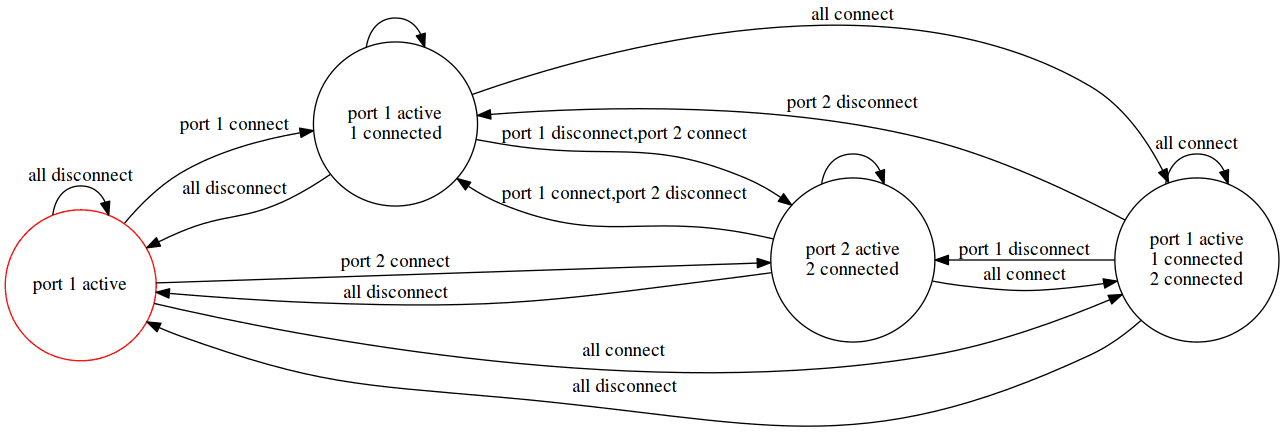 all connect
port 2 disconnect
port 1 active
1 connected
port 1 connect
port 1 disconnect,port 2 connect
all connect
all disconnect
all disconnect
port 1 connect,port 2 disconnect
port 1 active
1 connected
2 connected
port 2 active
2 connected
port 1 disconnect
port 2 connect
all connect
port 1 active
all disconnect
all connect
all disconnect